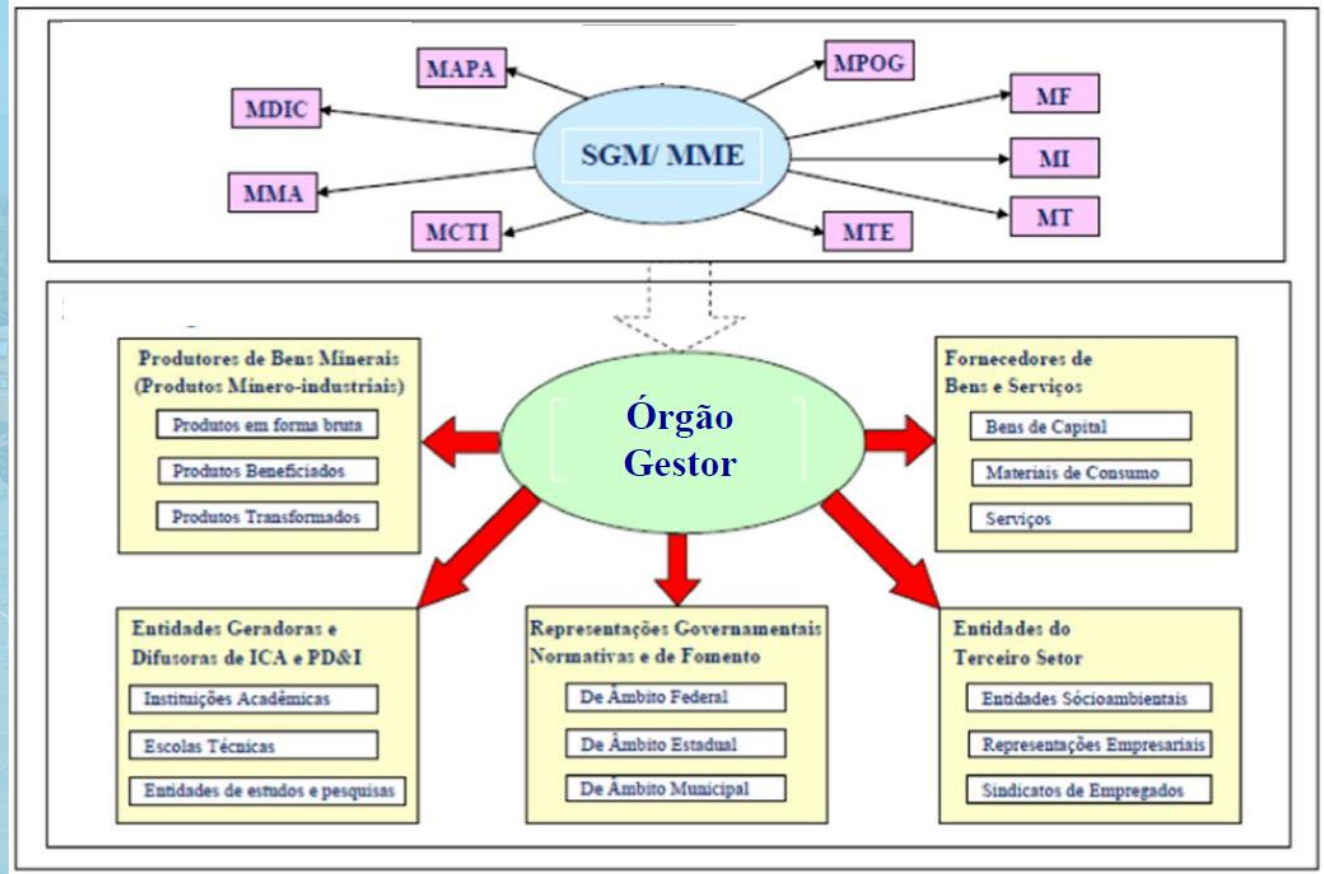 MAPA
MPOG
MDIC
MF
SGM/ MME
MI
MMA
MT
MCTI
MTE
Produtores de Bens Minerais
(Produtos Mínero-industriais)
Produtos em forma bruta
Produtos Beneficiados
Produtos Transformados
Órgão
Gestor
Fornecedores de
Bens e Serviços
Bens de Capital
Materiais de Consumo
Serviços
Entidades Geradoras e
Difusoras de ICA e PD&I
Instituições Acadêmicas
Escolas Técnicas
Entidades de estudos e pesquisas
Representações Governamentais
Normativas e de Fomento
De Âmbito Federal
De Âmbito Estadual
De Âmbito Municipal
Entidades do
Terceiro Setor
Entidades Sócioambientais
Representações Empresariais
Sindicatos de Empregados